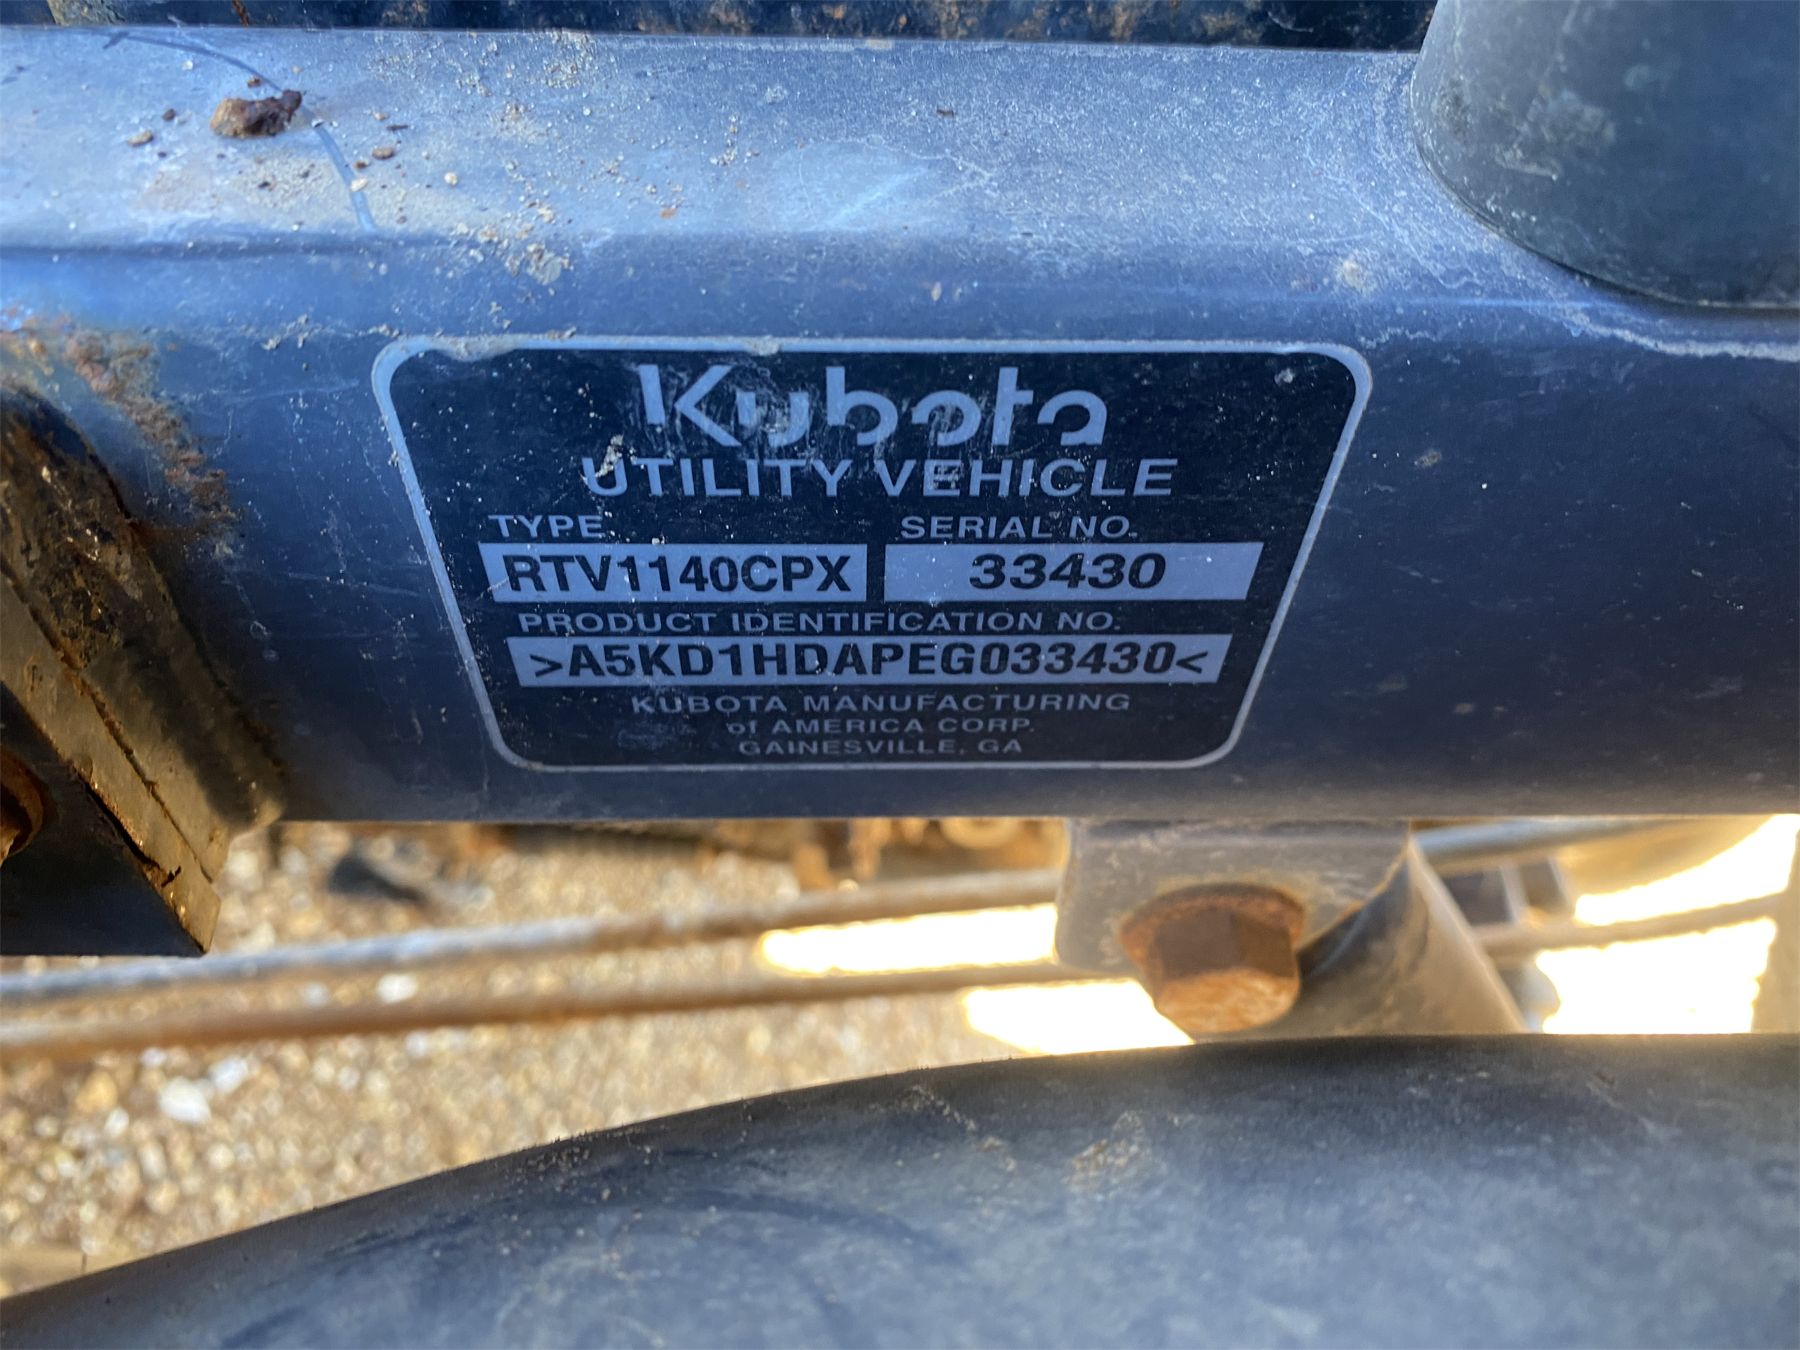 Kubota
UTILITY VEHICLE
TYPE SERIAL NO.
RTV1140CPX 33430
PRODUCT IDENTIFICATION NO.
>A5KD1HDAPEG033430<
KUBOTA MANUFACTURING
of AMERICA CORP.
GAINESVILLE, GA